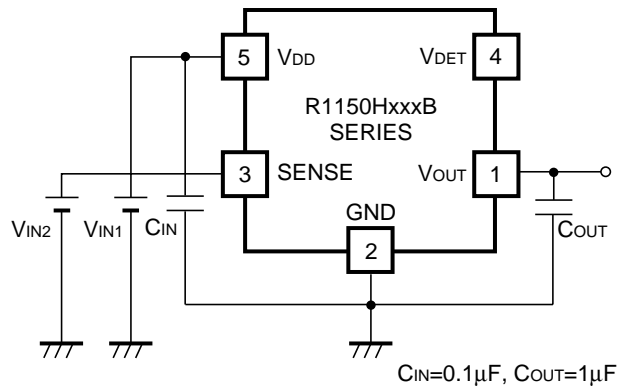 5 VDD VDET 4
R1150HxxxB
SERIES
3 SENSE VOUT 1
GND
VIN2 VIN1 CIN 2 COUT
CIN=0.1μF, COUT=1μF